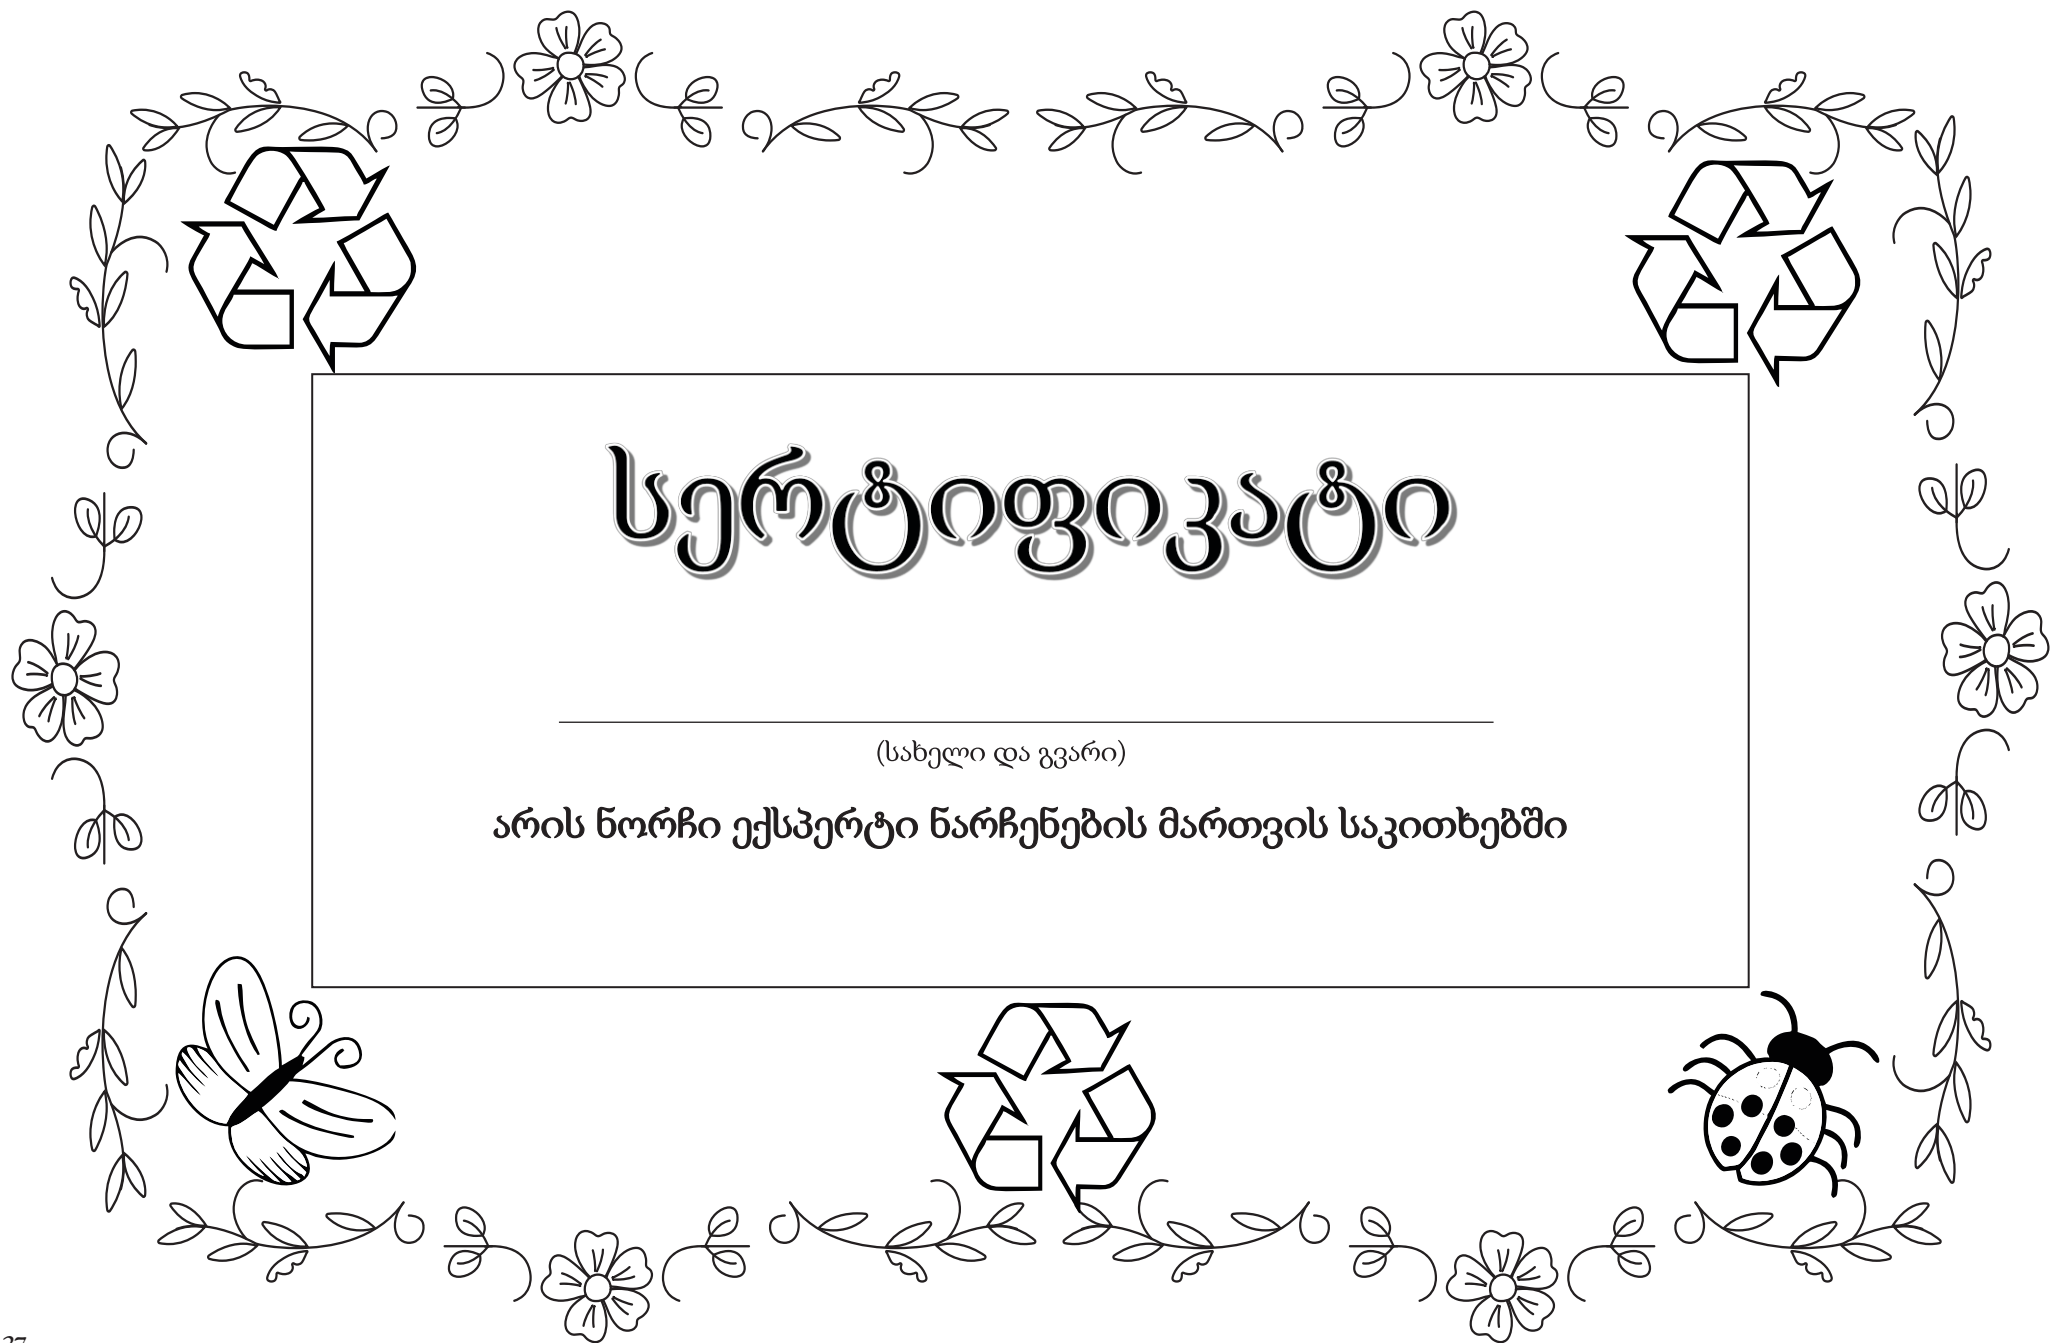 სერტიფიკატი
(სახელი და გვარი)
არის ნორჩი ექსპერტი ნარჩენების მართვის საკითხებში